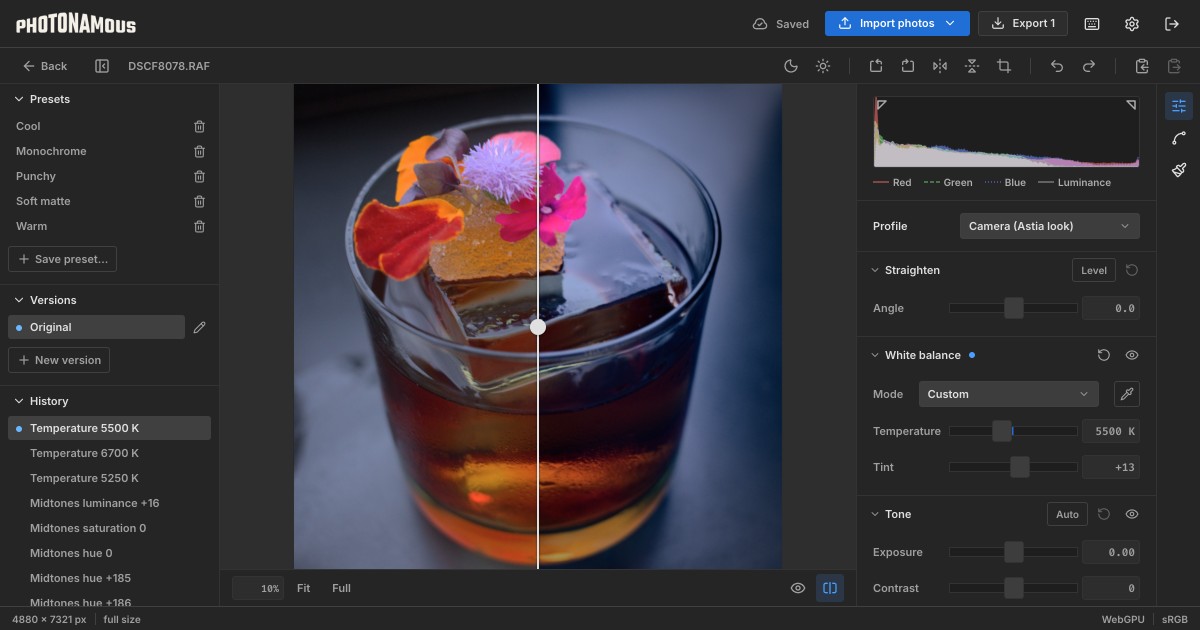 PHOTONAMOUS
Saved
Import photos
Export 1
Back
DSCF8078.RAF
Presets
Cool
Monochrome
Punchy
Soft matte
Warm
Save preset...
Versions
Original
New version
History
Temperature 5500 K
Temperature 6700 K
Temperature 5250 K
Midtones luminance +16
Midtones saturation 0
Midtones hue 0
Midtones hue +185
Midtones hue +186
10%
Fit
Full
Red
Green
Blue
Luminance
Profile
Camera (Astia look)
Straighten
Level
Angle
0.0
White balance
Mode
Custom
Temperature
5500 K
Tint
+13
Tone
Auto
Exposure
0.00
Contrast
0
4880 × 7321 px
full size
WebGPU
sRGB